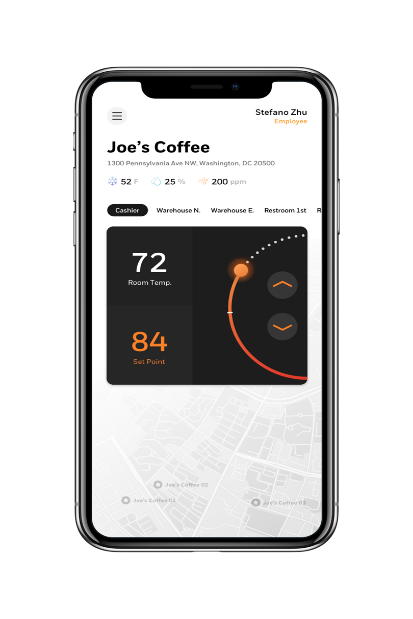 Stefano Zhu
Employee
Joe's Coffee
1300 Pennsylvania Ave NW, Washington, DC 20500
52 F 25 % 200 ppm
Cashier Warehouse N. Warehouse E. Restroom 1st R
72
Room Temp.
84
Set Point
Joe's Coffee 02
Joe's Coffee 01
Joe's Coffee 03